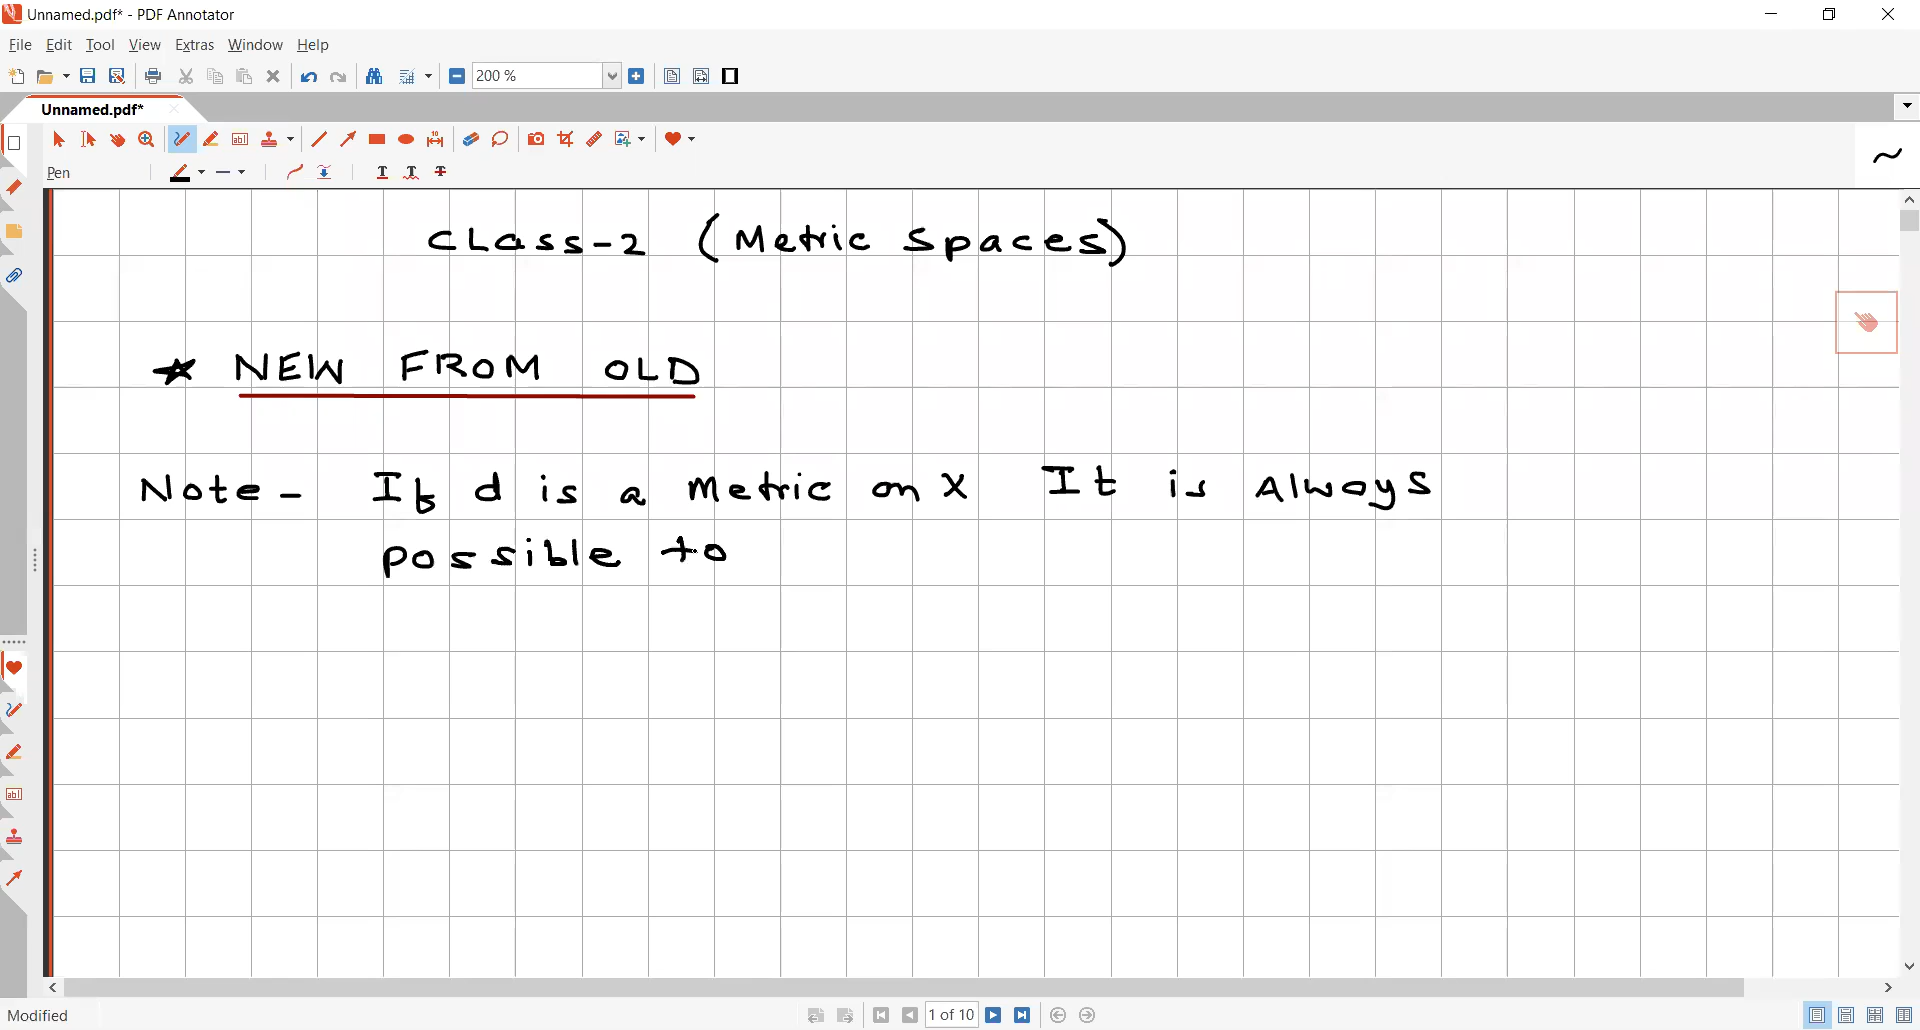 Unnamed.pdf* - PDF Annotator
File Edit Tool View Extras Window Help
200 %
Unnamed.pdf*
Pen
CLass-2 (Metric Spaces)
★ NEW FROM OLD
Note - If d is a Metric on X It is Always
possible to
Modified
1 of 10